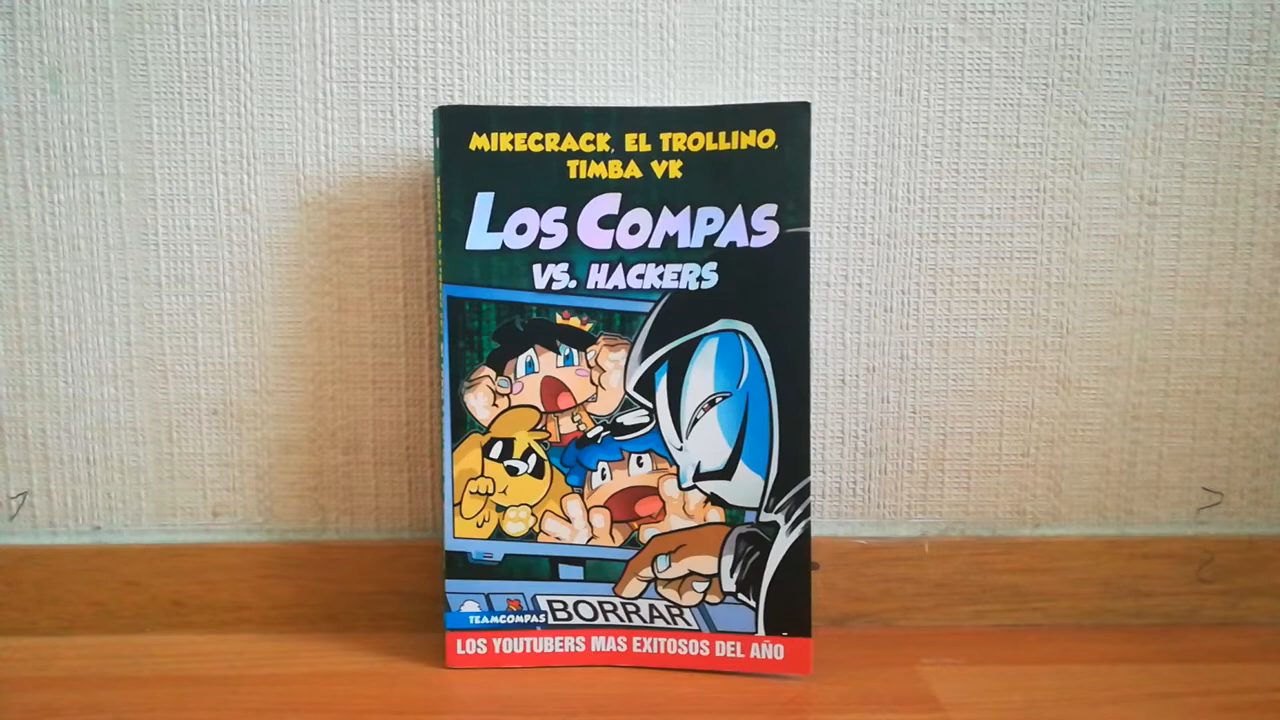 MIKECRACK, EL TROLLINO,
TIMBA VK
LOS COMPAS
VS. HACKERS
BORRAR
TEAMCOMPAS
LOS YOUTUBERS MAS EXITOSOS DEL AÑO